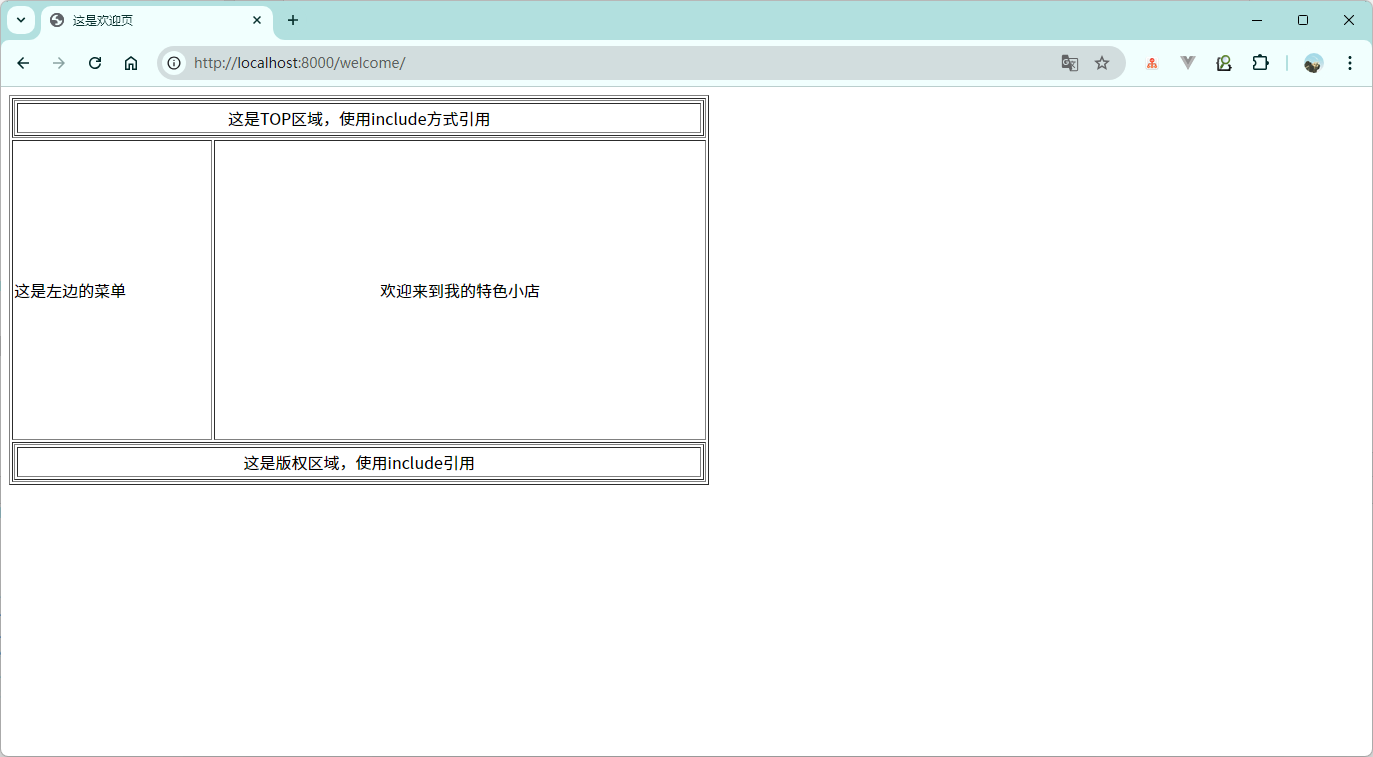 这是欢迎页
http://localhost:8000/welcome/
这是TOP区域，使用include方式引用
这是左边的菜单
欢迎来到我的特色小店
这是版权区域，使用include引用